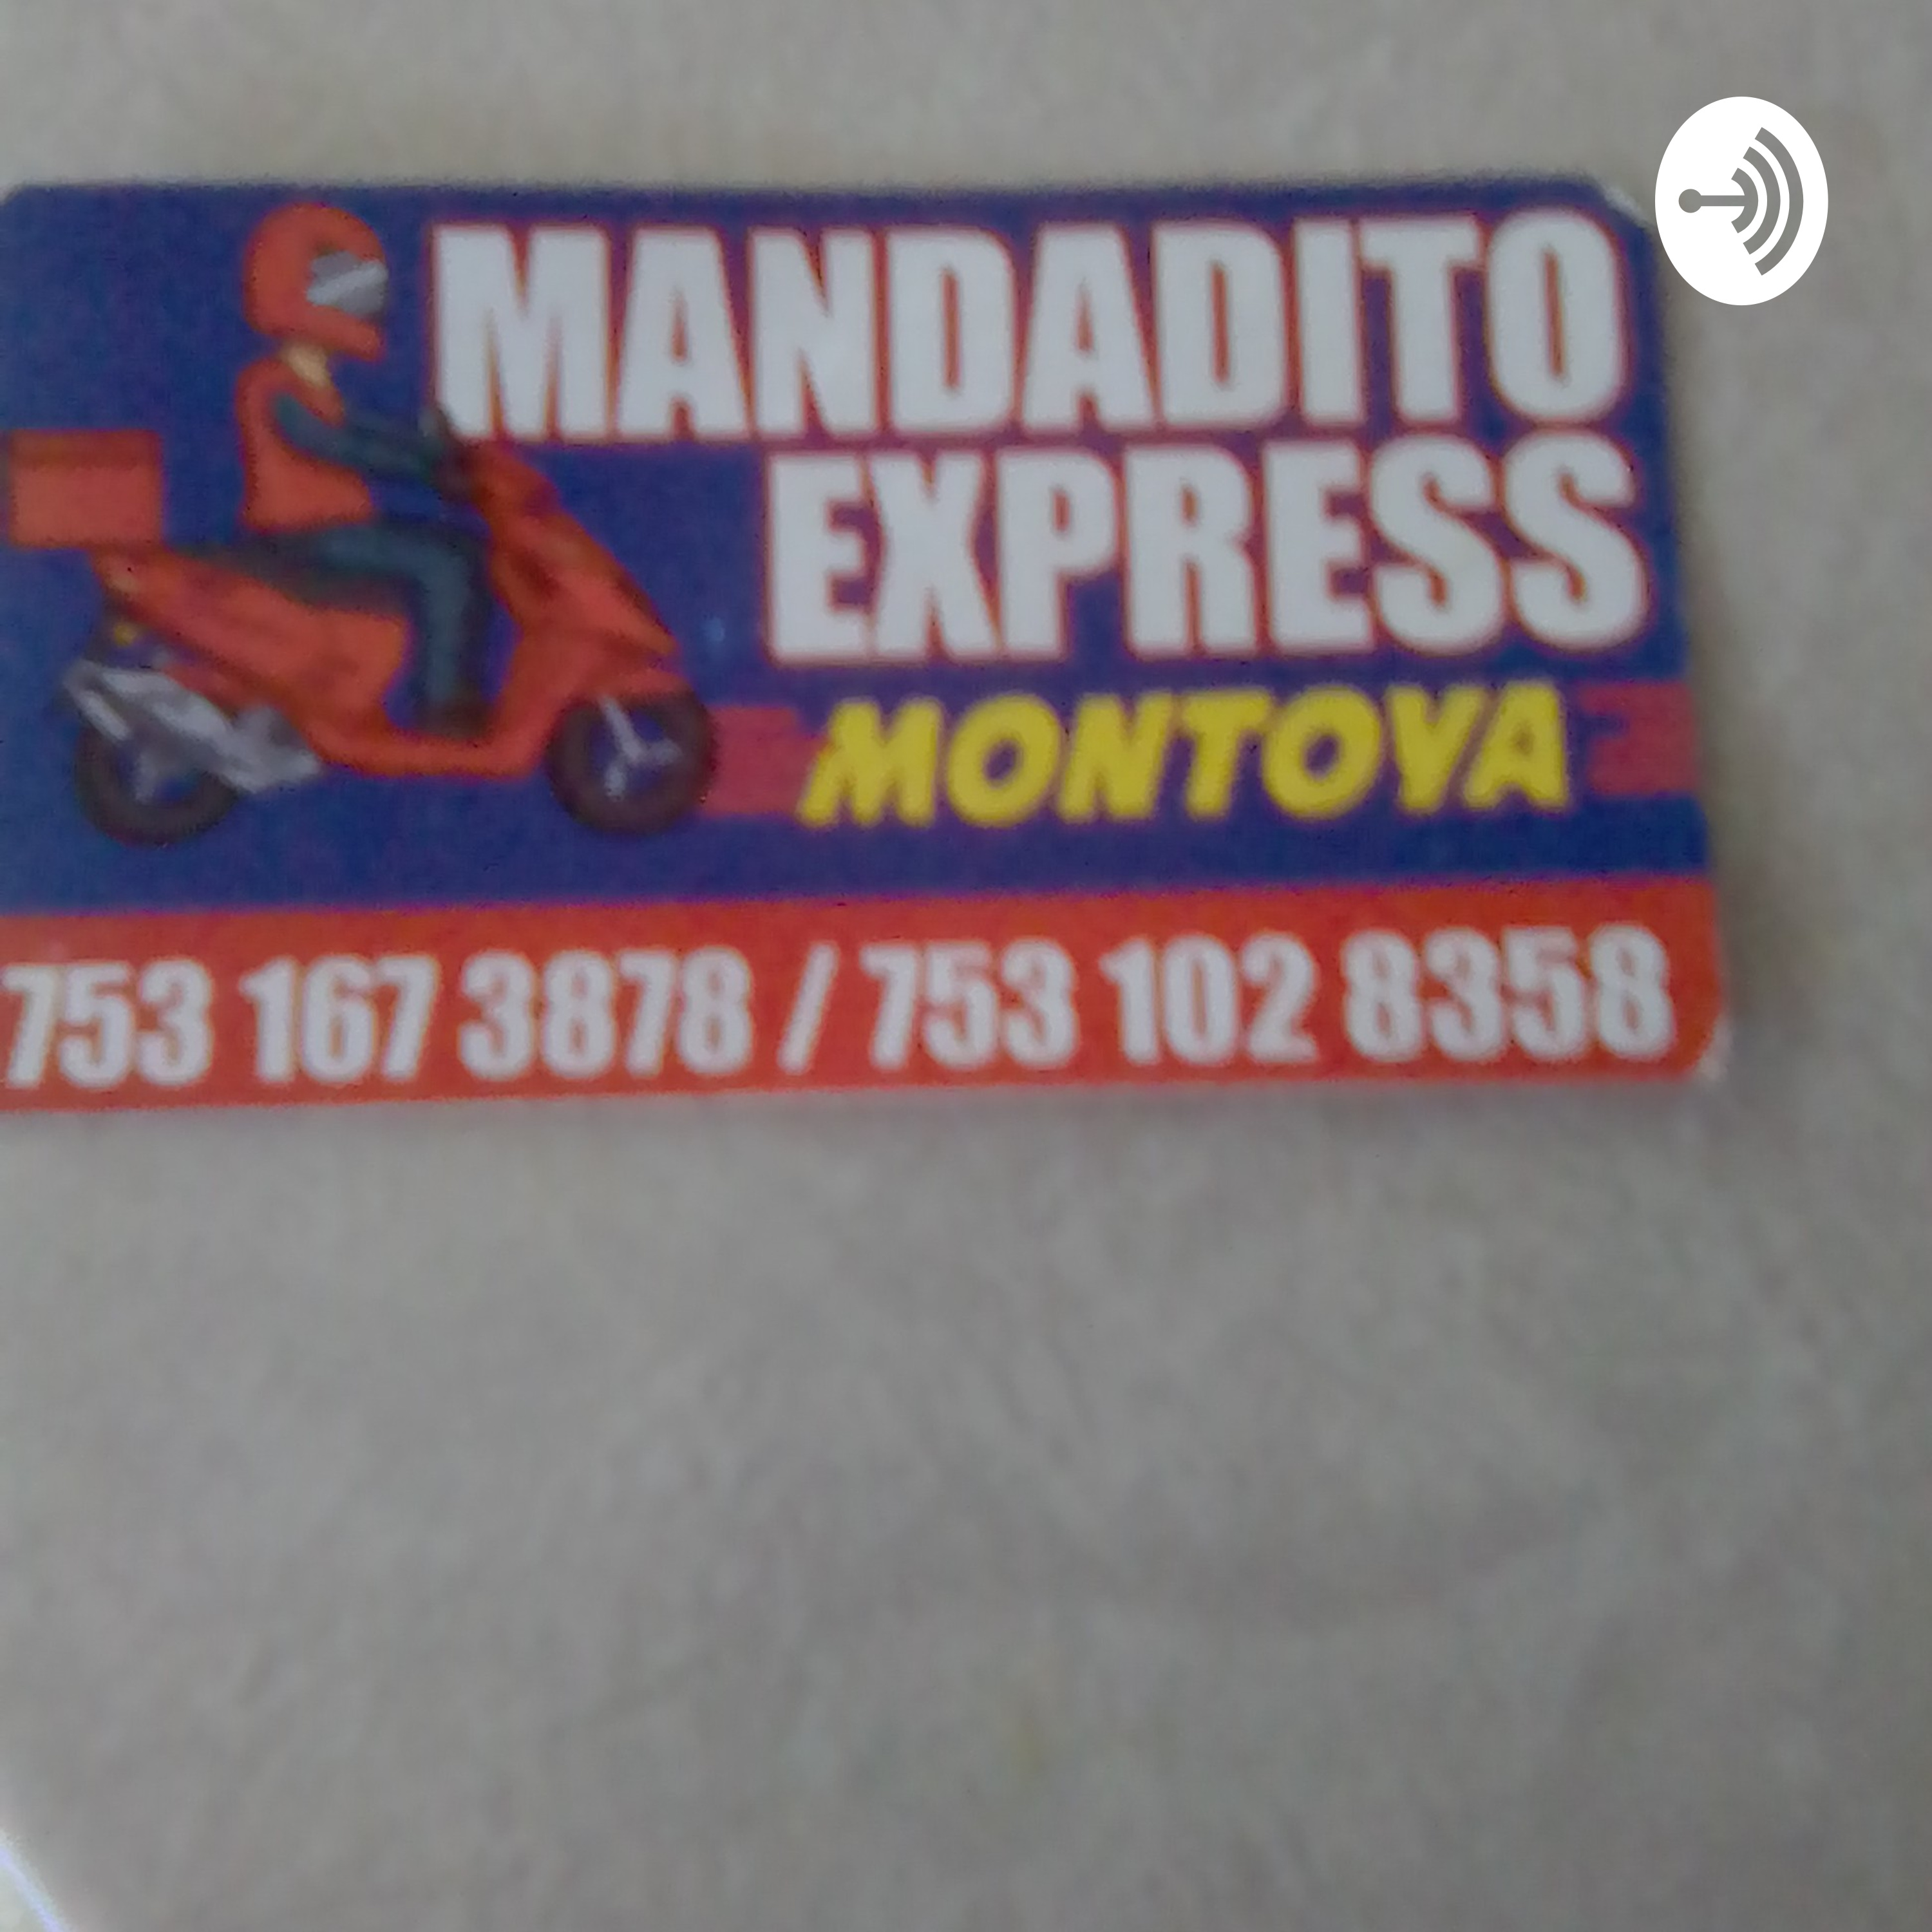 MANDADITO
EXPRESS
MONTOYA
753 167 3878 / 753 102 8358